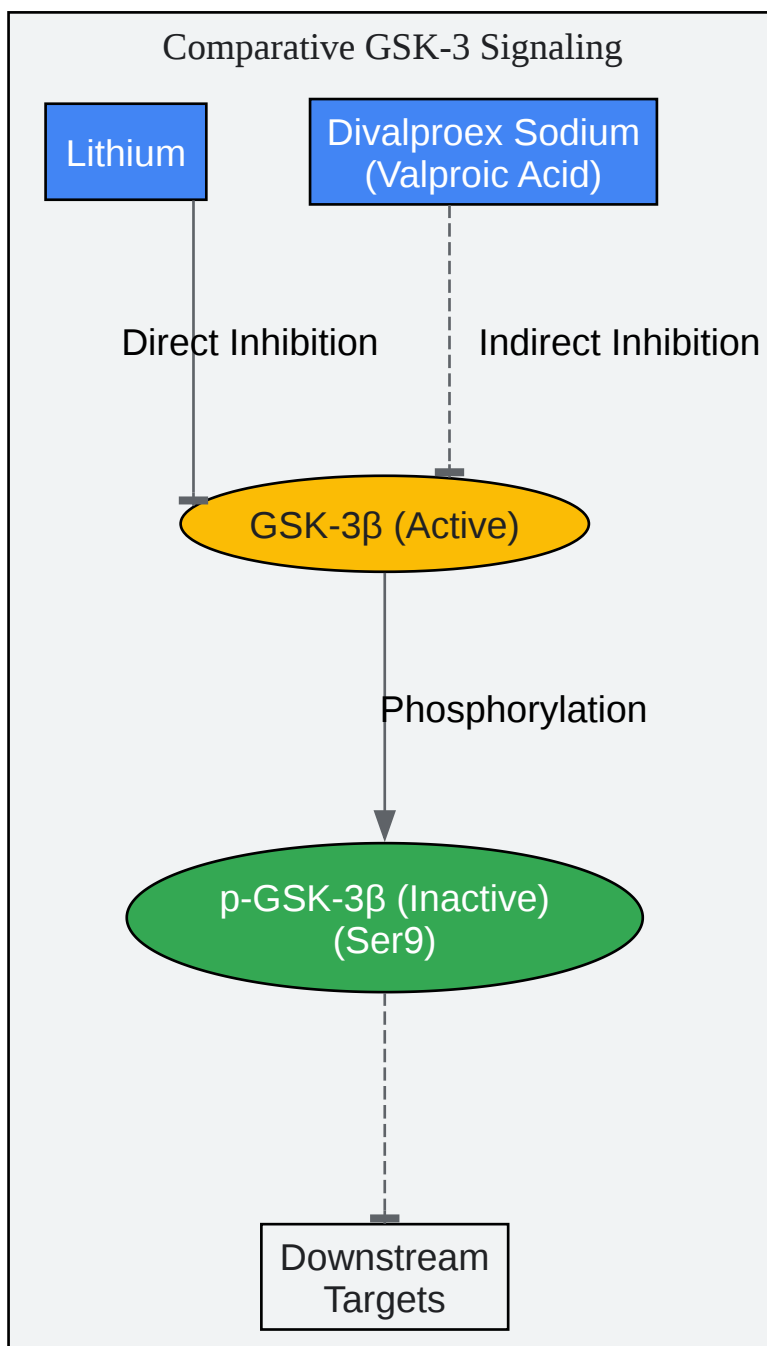 Comparative GSK-3 Signaling
Lithium
Divalproex Sodium
(Valproic Acid)
Direct Inhibition
Indirect Inhibition
GSK-3β (Active)
Phosphorylation
p-GSK-3β (Inactive)
(Ser9)
Downstream
Targets